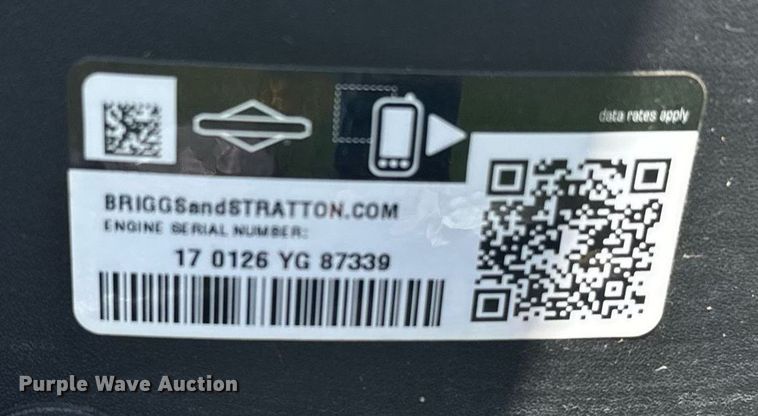 data rates apply
BRIGGSandSTRATTON.COM
ENGINE SERIAL NUMBER:
17 0126 YG 87339
Purple Wave Auction